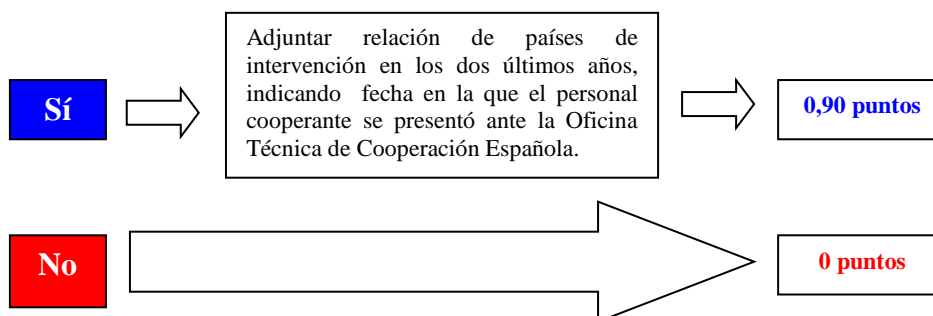 Adjuntar relación de países de
intervención en los dos últimos años,
indicando fecha en la que el personal
cooperante se presentó ante la Oficina
Técnica de Cooperación Española.
Sí
0,90 puntos
No
0 puntos